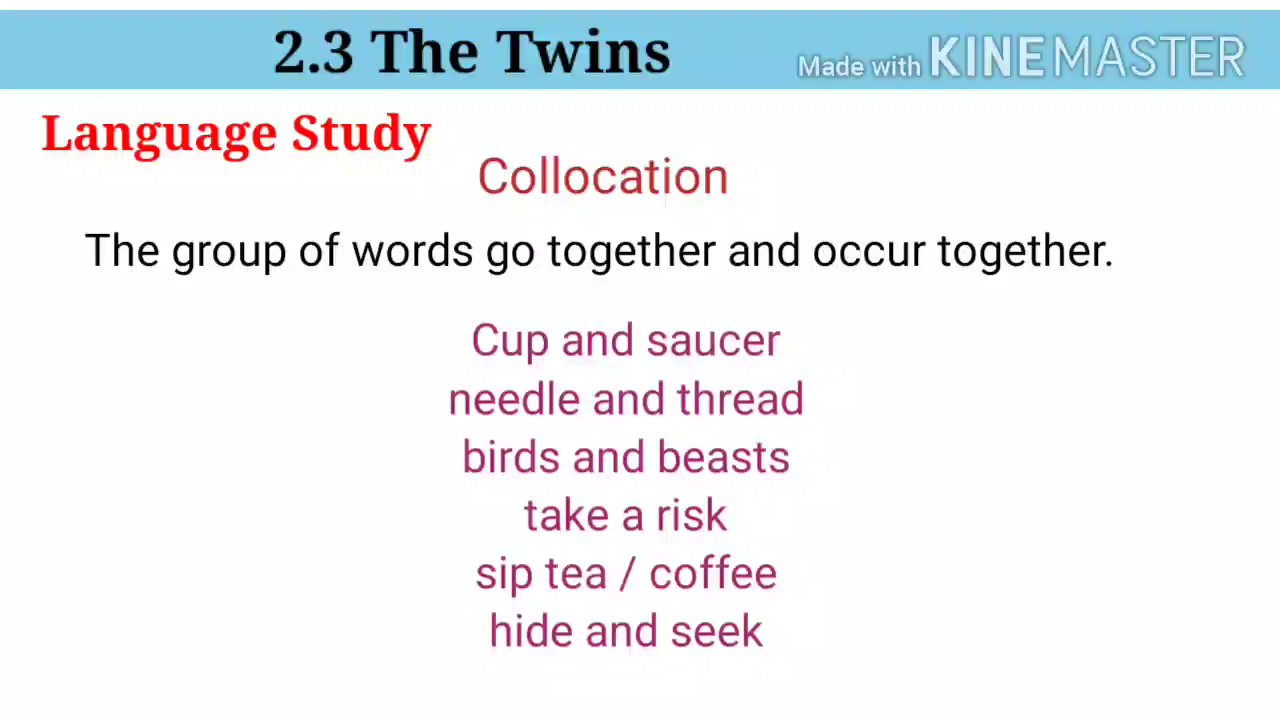 2.3 The Twins
Made with KINEMASTER
Language Study
Collocation
The group of words go together and occur together.
Cup and saucer
needle and thread
birds and beasts
take a risk
sip tea / coffee
hide and seek